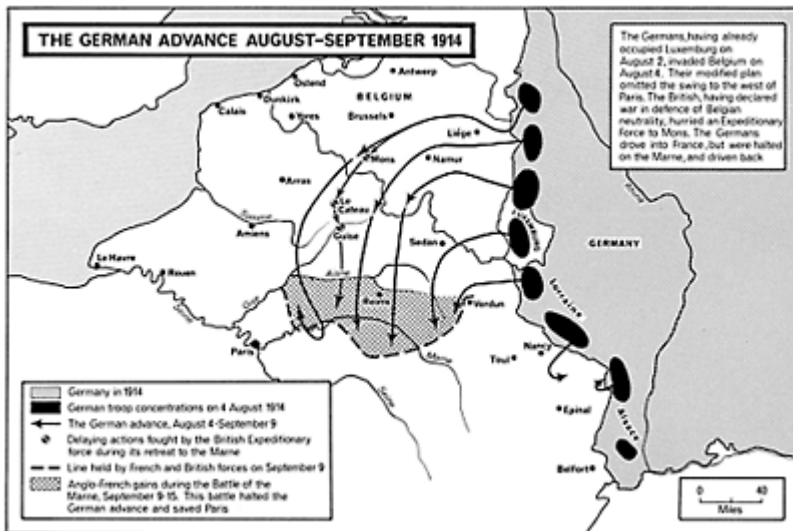 THE GERMAN ADVANCE AUGUST–SEPTEMBER 1914
The Germans, having already
occupied Luxemburg on
August 2, invaded Belgium on
August 4. Their modified plan
omitted the swing to the west of
Paris. The British, having declared
war in defence of Belgian
neutrality, hurried an Expeditionary
Force to Mons. The Germans
drove into France, but were halted
on the Marne, and driven back
Antwerp
Ostend
Dunkirk
BELGIUM
Calais
Ypres
Brussels
Liége
Mons
Namur
Arras
Le
Cateau
Guise
Somme
Amiens
Sedan
LUXEMBURG
GERMANY
Rhine
Le Havre
Rouen
Seine
Oise
Aisne
Reims
Verdun
Lorraine
Paris
Marne
Toul
Nancy
Seine
Epinal
Alsace
Belfort
Germany in 1914
German troop concentrations on 4 August 1914
The German advance, August 4-September 9
Delaying actions fought by the British Expeditionary
force during its retreat to the Marne
Line held by French and British forces on September 9
Anglo-French gains during the Battle of the
Marne, September 9-15. This battle halted the
German advance and saved Paris
0 40
Miles